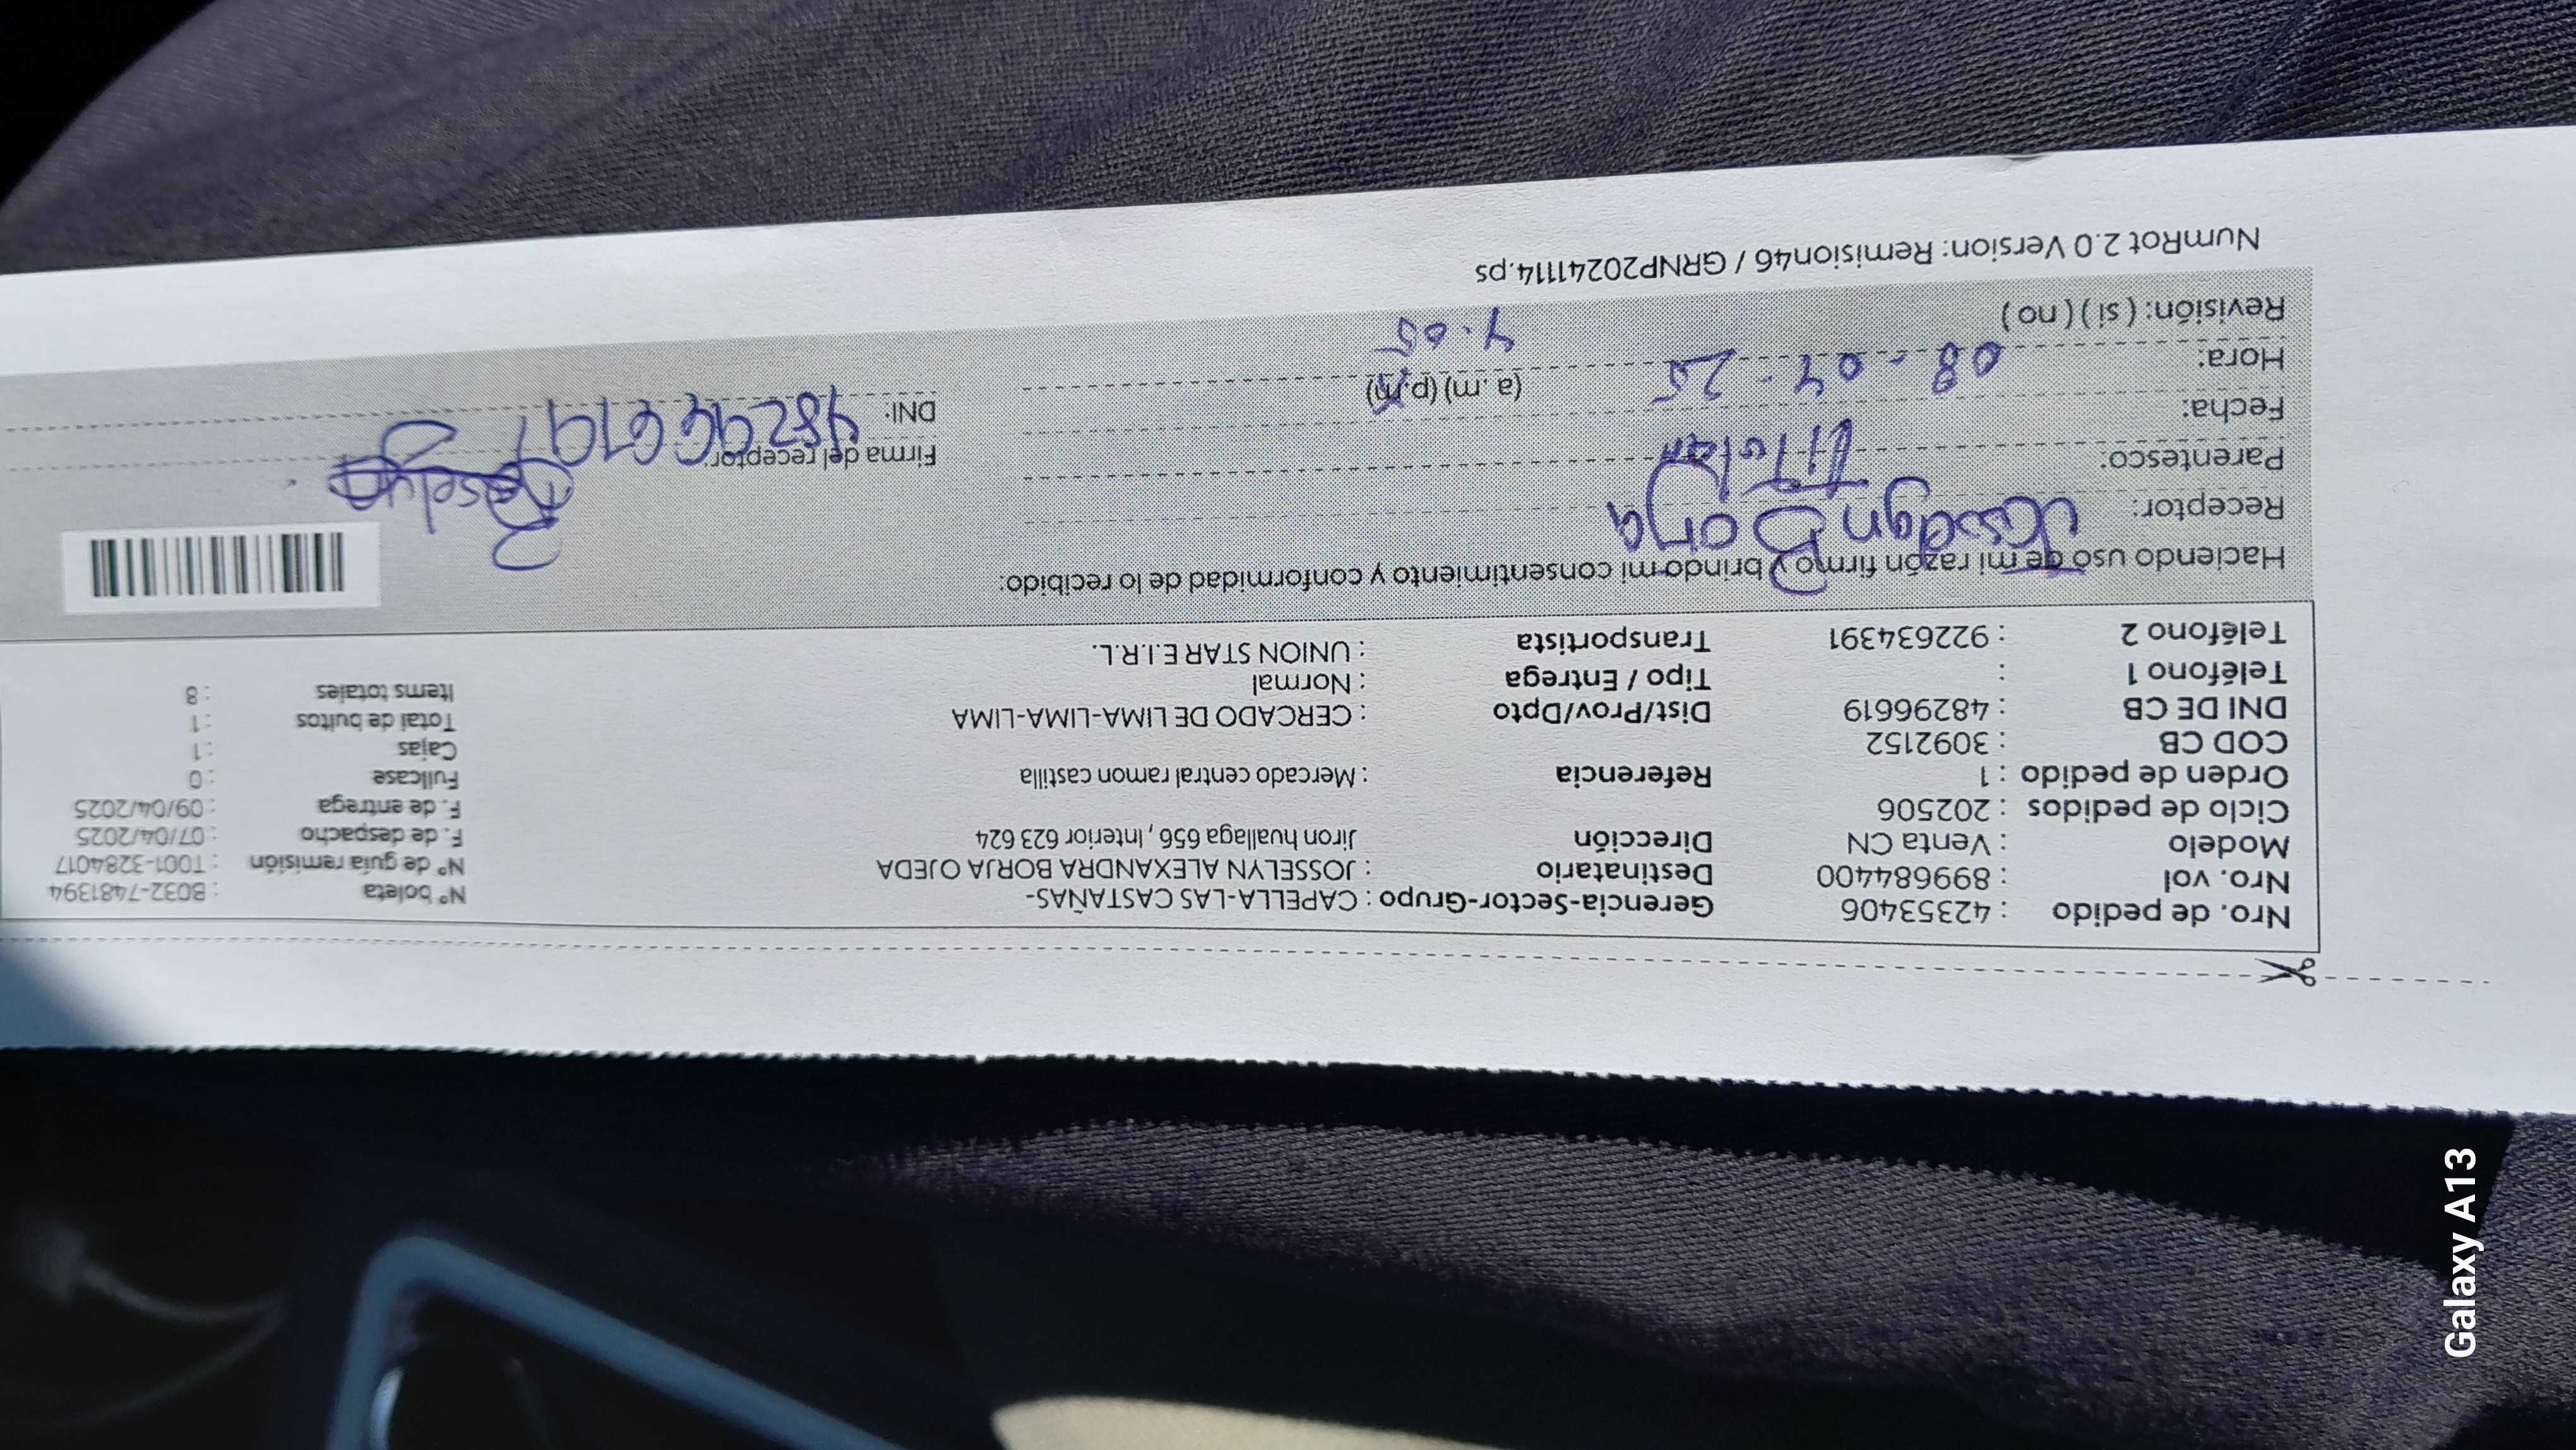 Nro. de pedido : 42353406 Gerencia-Sector-Grupo : CAPELLA-LAS CASTAÑAS- N° boleta : B032-7481394
Nro. vol : 899684400 Destinatario : JOSSELYN ALEXANDRA BORJA OJEDA N° de guía remisión : T001-3284017
Modelo : Venta CN Dirección Jiron huallaga 656 , Interior 623 624 F. de despacho : 07/04/2025
Ciclo de pedidos : 202506 F. de entrega : 09/04/2025
Orden de pedido : 1 Referencia : Mercado central ramon castilla Fullcase : 0
COD CB : 3092152 Cajas : 1
DNI DE CB : 48296619 Dist/Prov/Dpto : CERCADO DE LIMA-LIMA-LIMA Total de bultos : 1
Teléfono 1 : Tipo / Entrega : Normal Items totales : 8
Teléfono 2 : 922634391 Transportista : UNION STAR E.I.R.L.
Haciendo uso de mi razón firmo y brindo mi consentimiento y conformidad de lo recibido:
Receptor: Borja
Parentesco: Titular Firma del receptor:
Fecha: 08-04-25 DNI:
Hora: (a. m) (p.m) 4.05
Revisión: ( si ) ( no )
NumRot 2.0 Version: Remision46 / GRNP20241114.ps
Galaxy A13